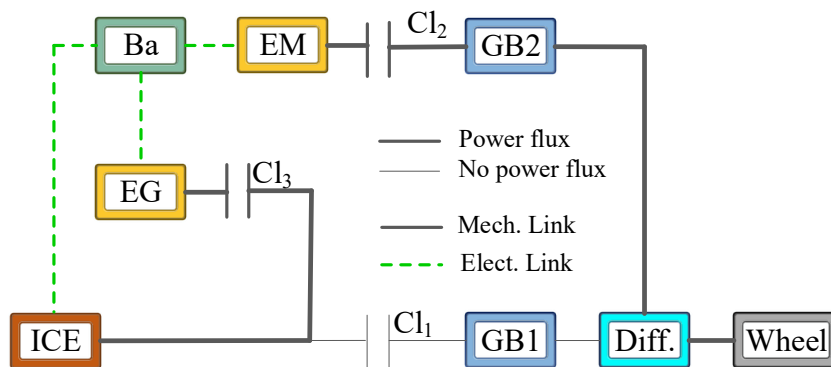 Ba
EM
Cl2
GB2
Power flux
No power flux
EG
Cl3
Mech. Link
Elect. Link
ICE
Cl1
GB1
Diff.
Wheel